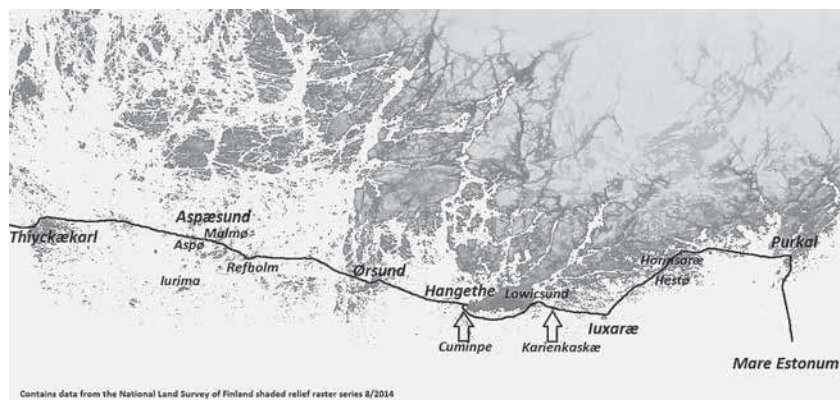 Aspæsund
Malmø
Thiyckækarl
Aspø
Refholm
Iurima
Ørsund
Hangethe
Lowicsund
Horinsaræ
Hestø
Purkal
Cuminpe
Karienkaskæ
Iuxaræ
Mare Estonum
Contains data from the National Land Survey of Finland shaded relief raster series 8/2014